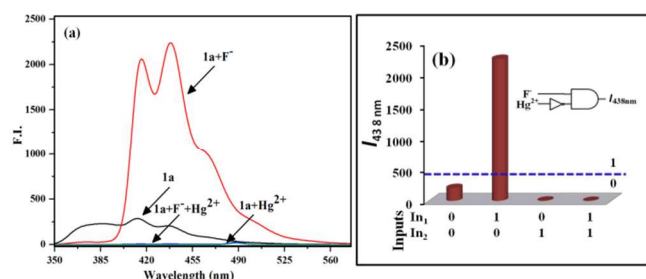 (a)
1a+F⁻
1a
1a+F⁻+Hg²⁺
1a+Hg²⁺
F.I.
2500
2000
1500
1000
500
250
0
350 385 420 455 490 525 560
Wavelength (nm)
(b)
I438 nm
2500
2000
1500
1000
500
0
F⁻
Hg²⁺
I438nm
1
0
Inputs
In₁ 0 1 0 1
In₂ 0 0 1 1